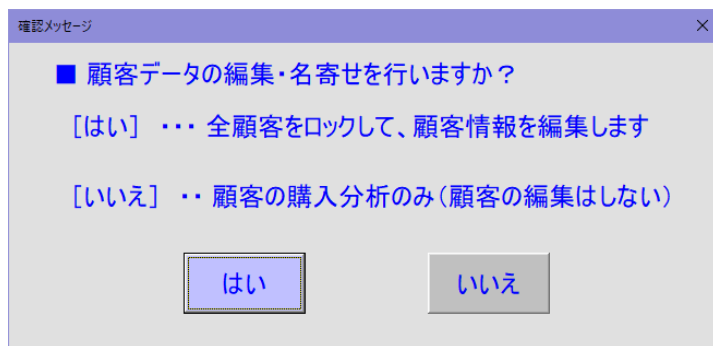 確認メッセージ
■ 顧客データの編集・名寄せを行いますか？
［はい］ ･･･ 全顧客をロックして、顧客情報を編集します
［いいえ］ ･･ 顧客の購入分析のみ（顧客の編集はしない）
はい
いいえ